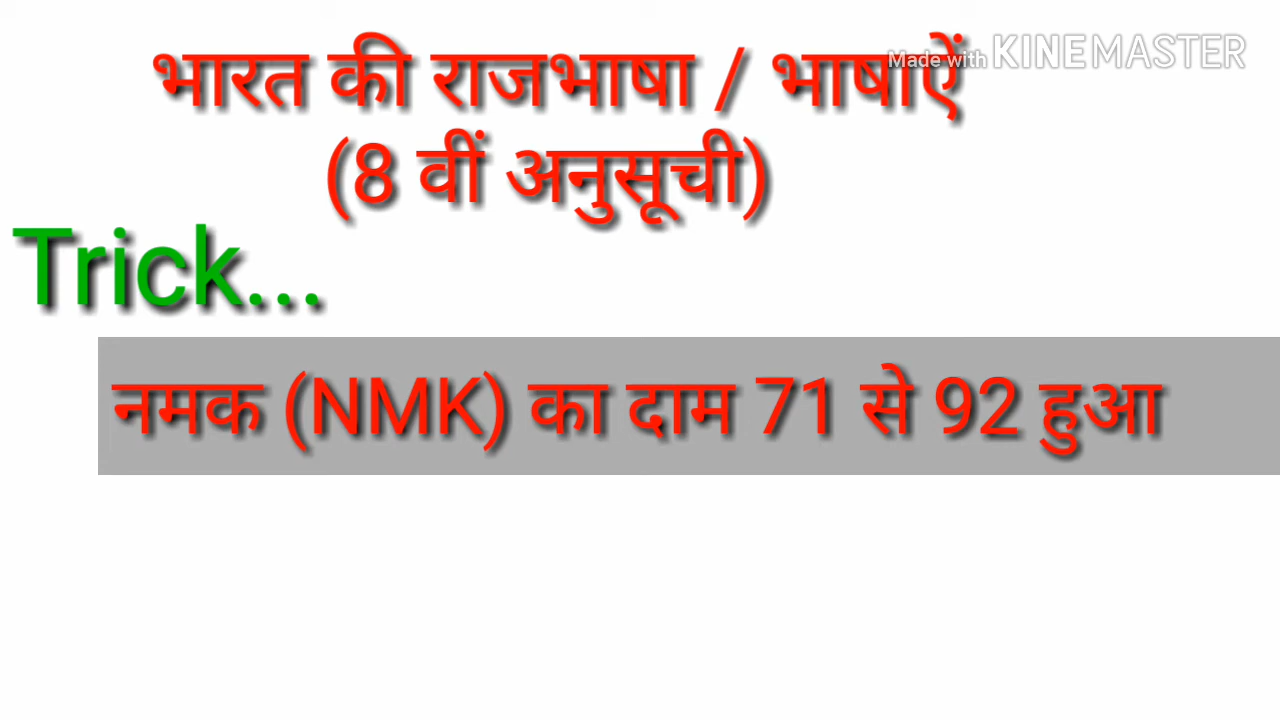 भारत की राजभाषा / भाषाऐं
Made with KINEMASTER
(8 वीं अनुसूची)
Trick...
नमक (NMK) का दाम 71 से 92 हुआ